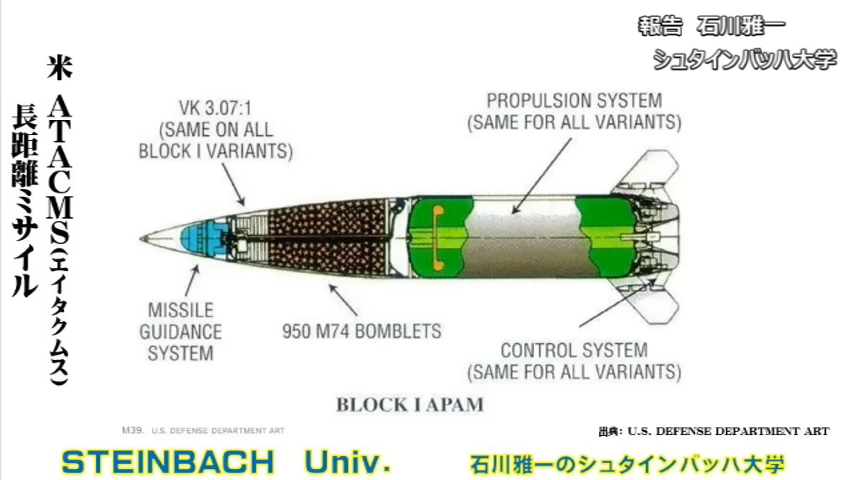 報告 石川雅一
シュタインバッハ大学
米 ATACMS(エイタクムス)
長距離ミサイル
VK 3.07:1
(SAME ON ALL
BLOCK I VARIANTS)
PROPULSION SYSTEM
(SAME FOR ALL VARIANTS)
MISSILE
GUIDANCE
SYSTEM
950 M74 BOMBLETS
CONTROL SYSTEM
(SAME FOR ALL VARIANTS)
BLOCK I APAM
M39. U.S. DEFENSE DEPARTMENT ART
出典: U.S. DEFENSE DEPARTMENT ART
STEINBACH Univ.
石川雅一のシュタインバッハ大学